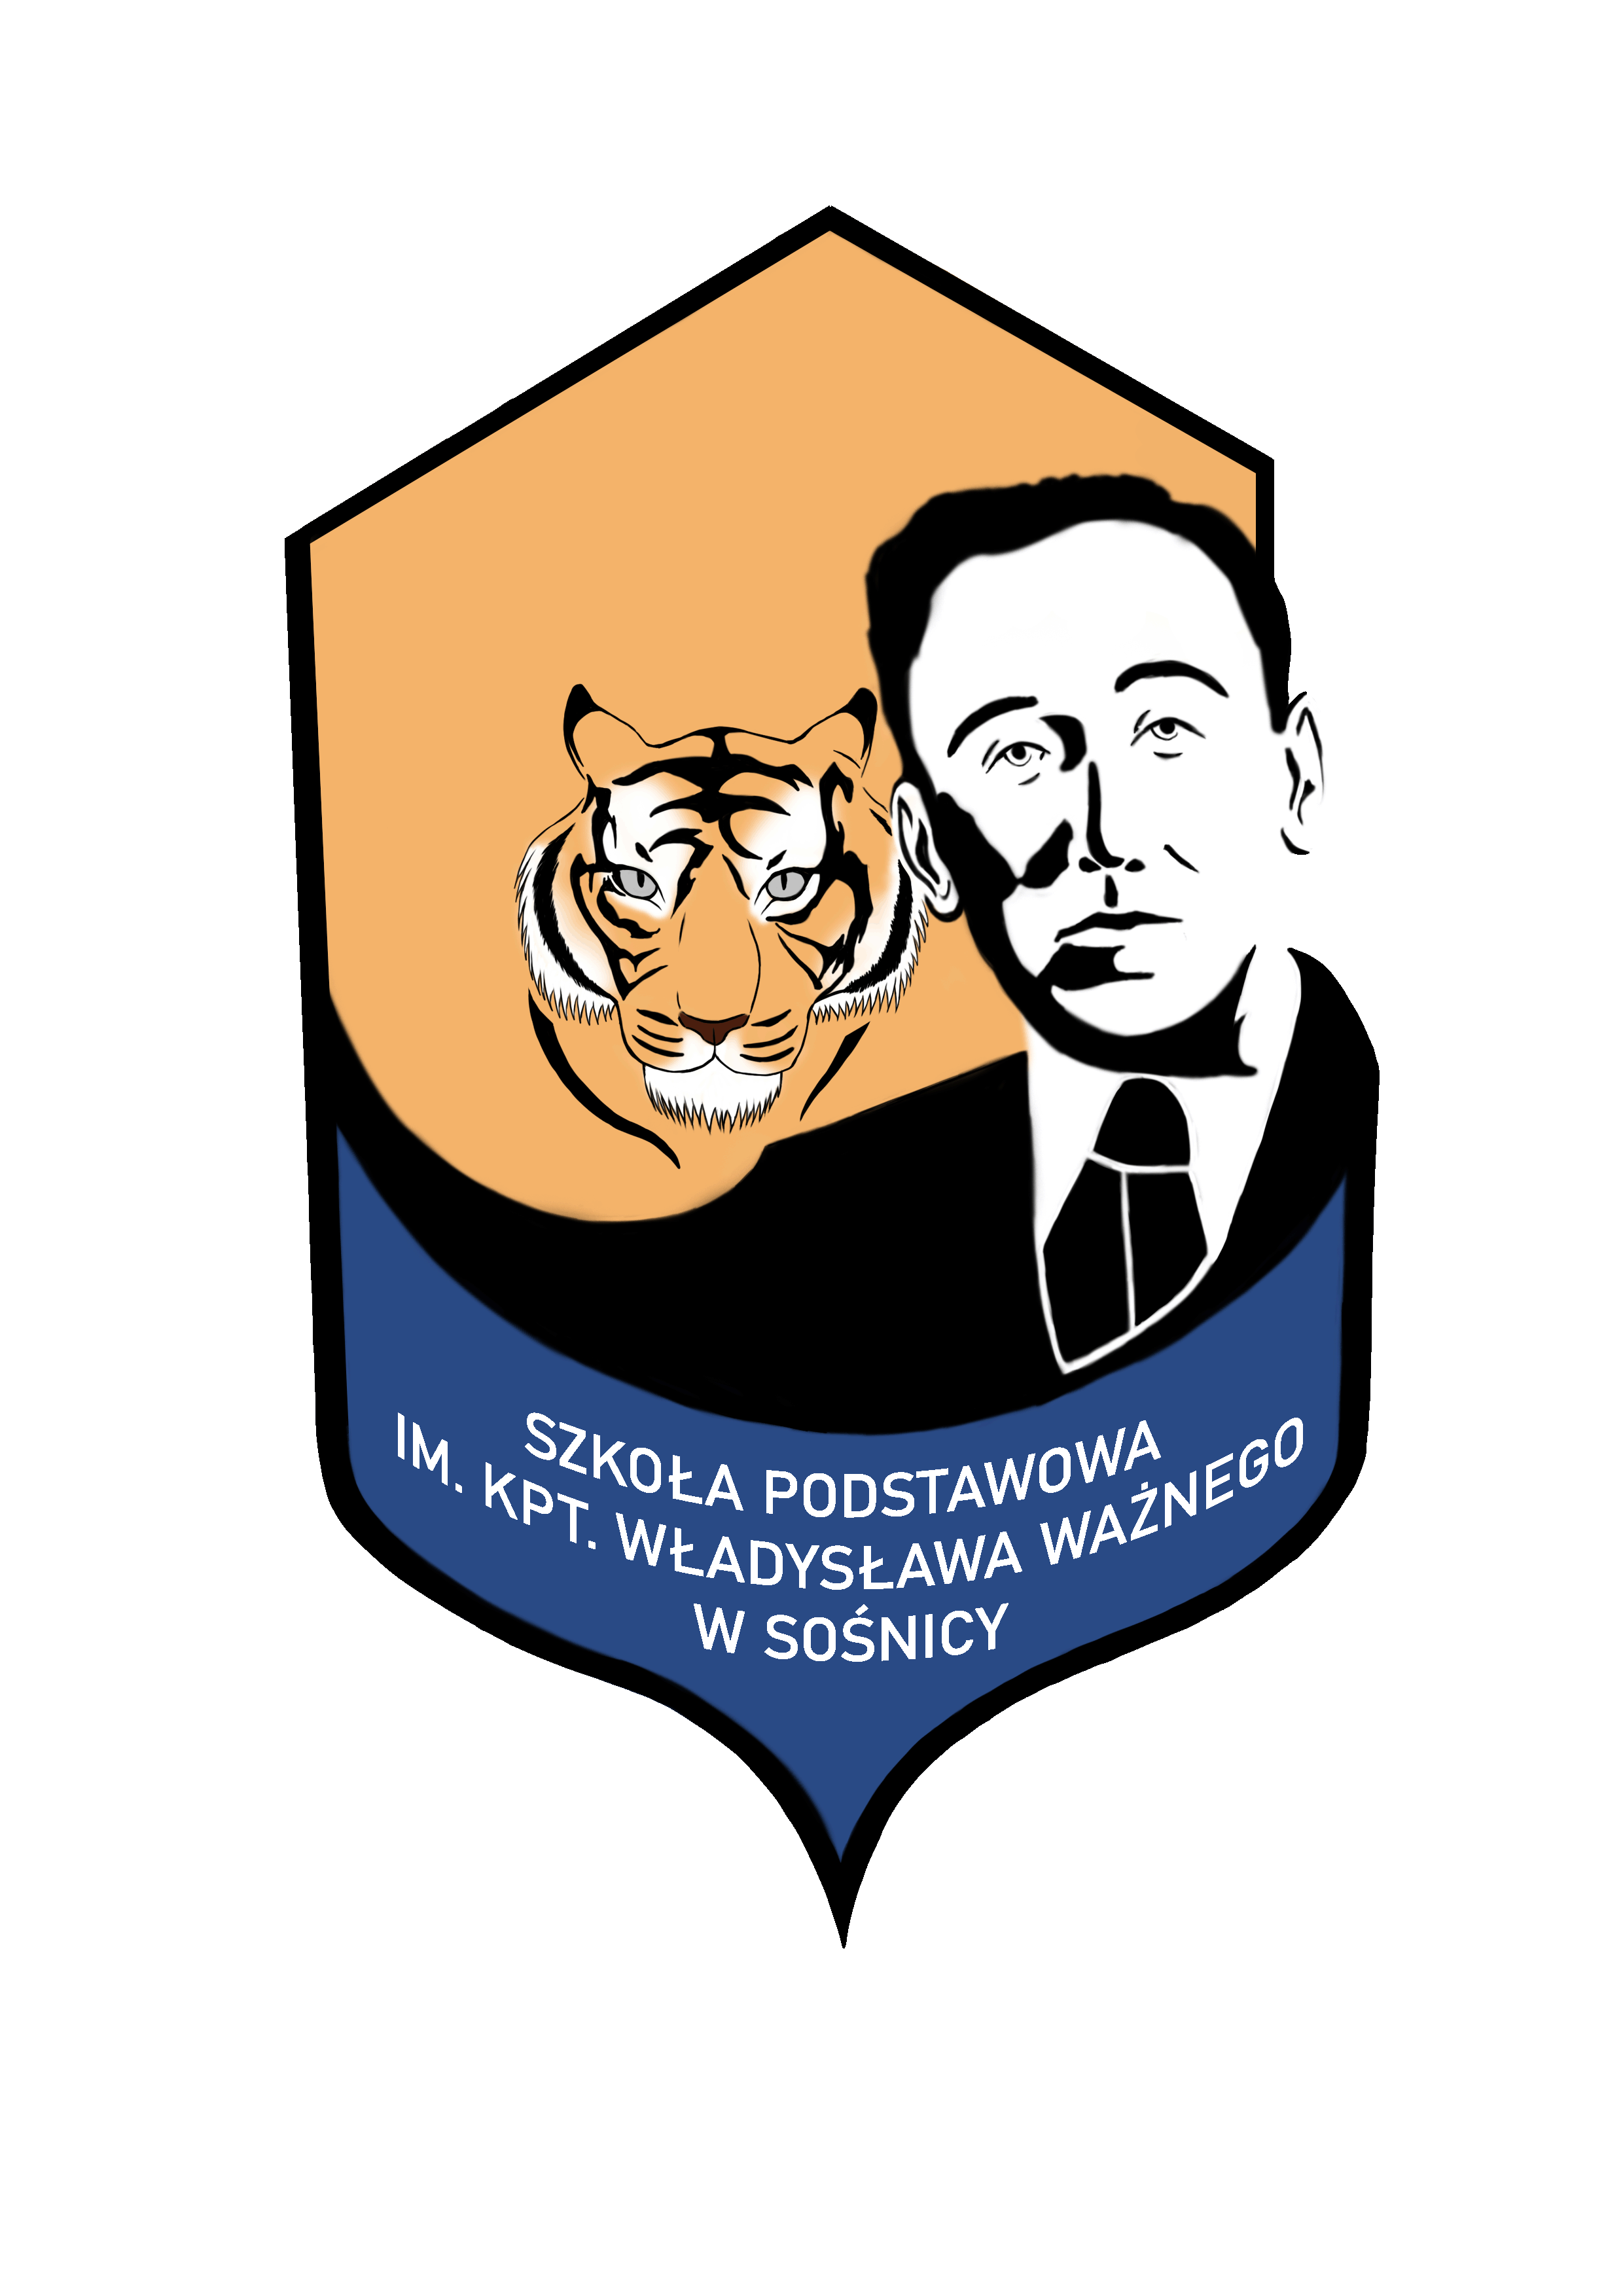 SZKOŁA PODSTAWOWA
IM. KPT. WŁADYSŁAWA WAŻNEGO
W SOŚNICY